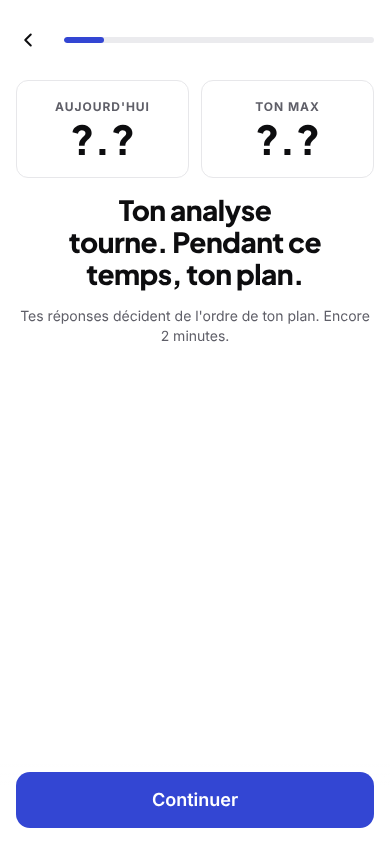 AUJOURD'HUI
?.?
TON MAX
?.?
Ton analyse
tourne. Pendant ce
temps, ton plan.
Tes réponses décident de l'ordre de ton plan. Encore
2 minutes.
Continuer